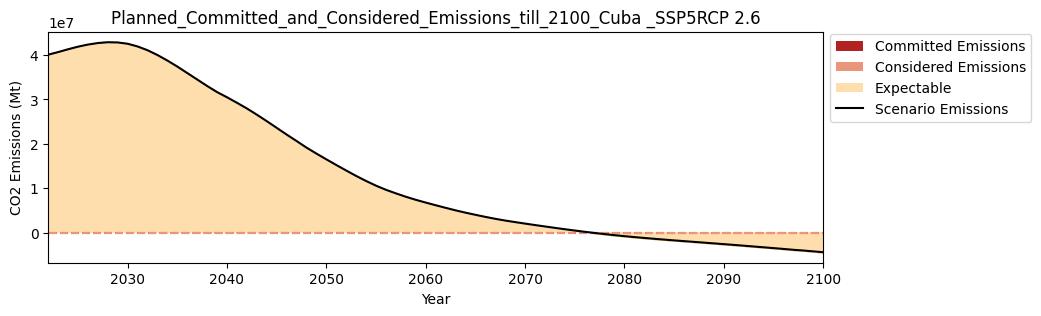 Planned_Committed_and_Considered_Emissions_till_2100_Cuba _SSP5RCP 2.6
1e7
4
3
2
1
0
CO2 Emissions (Mt)
2030 2040 2050 2060 2070 2080 2090 2100
Year
Committed Emissions
Considered Emissions
Expectable
Scenario Emissions